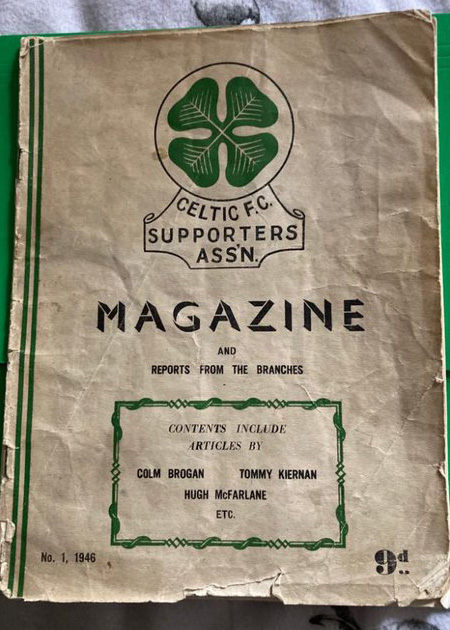 CELTIC F.C.
SUPPORTERS
ASS'N.
MAGAZINE
AND
REPORTS FROM THE BRANCHES
CONTENTS INCLUDE
ARTICLES BY
COLM BROGAN TOMMY KIERNAN
HUGH McFARLANE
ETC.
No. 1, 1946 9d